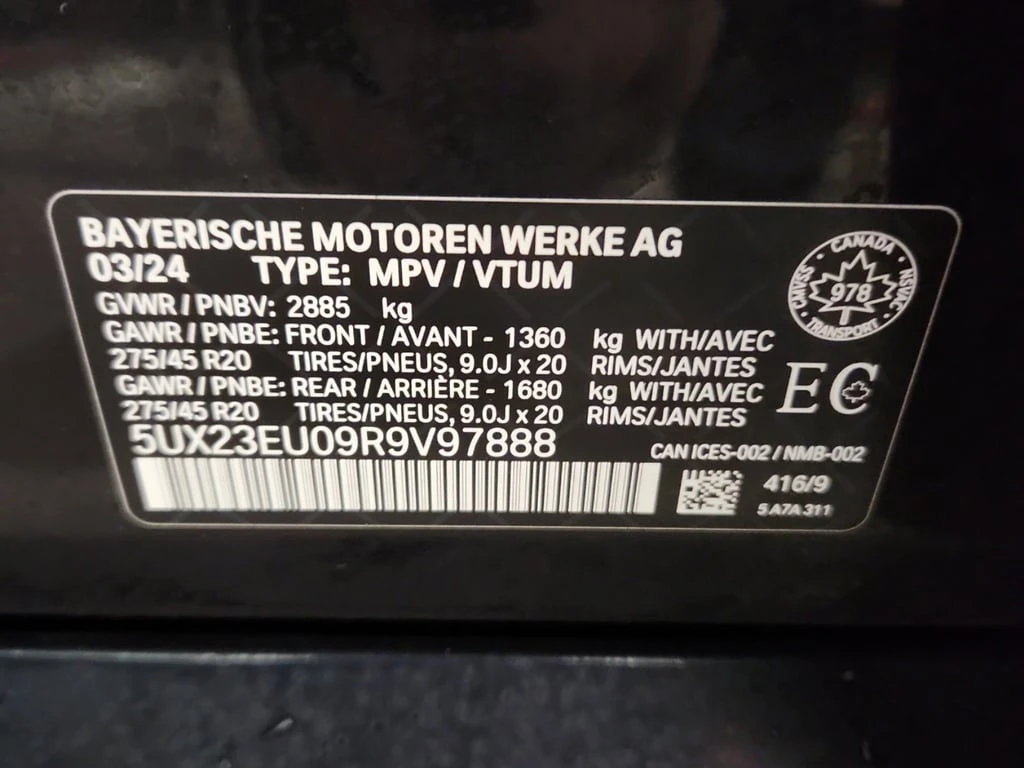 BAYERISCHE MOTOREN WERKE AG
03/24 TYPE: MPV / VTUM
GVWR / PNBV: 2885 kg
GAWR / PNBE: FRONT / AVANT - 1360 kg WITH/AVEC
275/45 R20 TIRES/PNEUS, 9.0J x 20 RIMS/JANTES
GAWR / PNBE: REAR / ARRIÈRE - 1680 kg WITH/AVEC
275/45 R20 TIRES/PNEUS, 9.0J x 20 RIMS/JANTES
5UX23EU09R9V97888
CANADA
NSVAC
TRANSPORT
CMVSS
978
EC
CAN ICES-002 / NMB-002
416/9
5A7A311